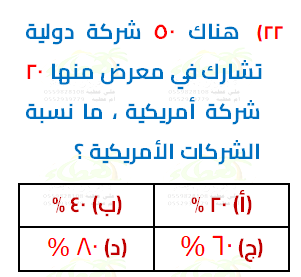 ٢٢) هناك ٥٠ شركة دولية
تشارك في معرض منها ٢٠
شركة أمريكية ، ما نسبة
الشركات الأمريكية ؟
(أ) ٢٠ %
(ب) ٤٠ %
(ج) ٦٠ %
(د) ٨٠ %